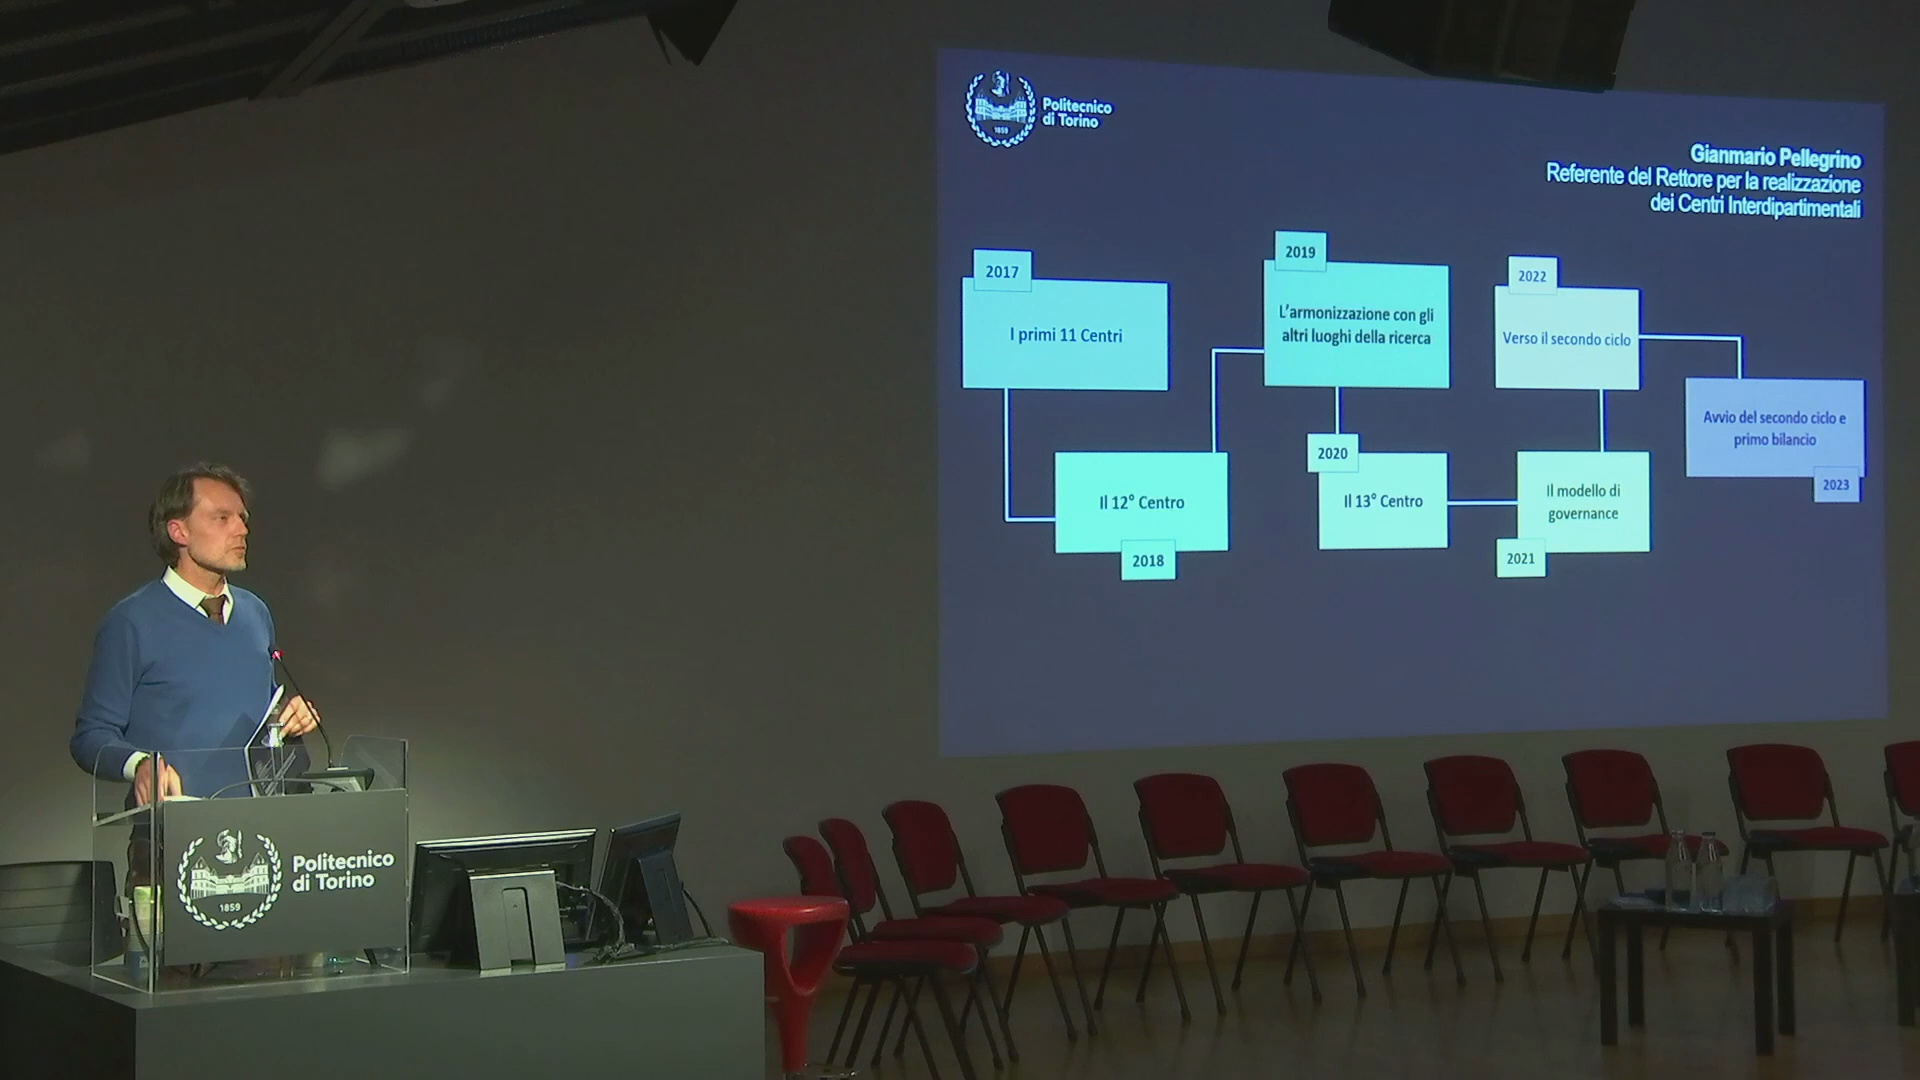 Politecnico
di Torino
1859
Gianmario Pellegrino
Referente del Rettore per la realizzazione
dei Centri Interdipartimentali
2017
I primi 11 Centri
Il 12° Centro
2018
2019
L'armonizzazione con gli
altri luoghi della ricerca
2020
Il 13° Centro
Il modello di
governance
2021
2022
Verso il secondo ciclo
Avvio del secondo ciclo e
primo bilancio
2023
Politecnico
di Torino
1859